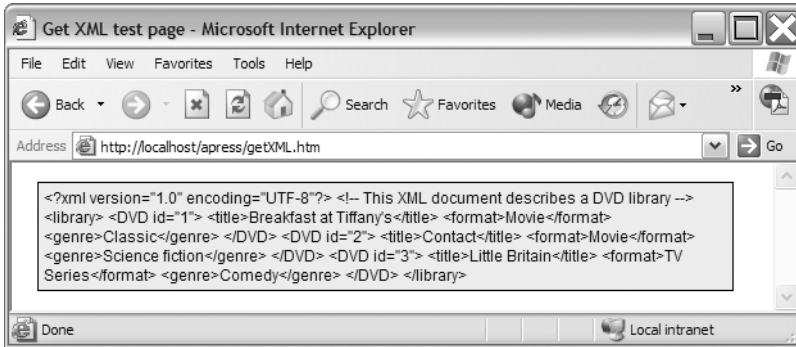 Get XML test page - Microsoft Internet Explorer
File Edit View Favorites Tools Help
Back Search Favorites Media »
Address http://localhost/apress/getXML.htm Go
<?xml version="1.0" encoding="UTF-8"?> <!-- This XML document describes a DVD library -->
<library> <DVD id="1"> <title>Breakfast at Tiffany's</title> <format>Movie</format>
<genre>Classic</genre> </DVD> <DVD id="2"> <title>Contact</title> <format>Movie</format>
<genre>Science fiction</genre> </DVD> <DVD id="3"> <title>Little Britain</title> <format>TV
Series</format> <genre>Comedy</genre> </DVD> </library>
Done Local intranet